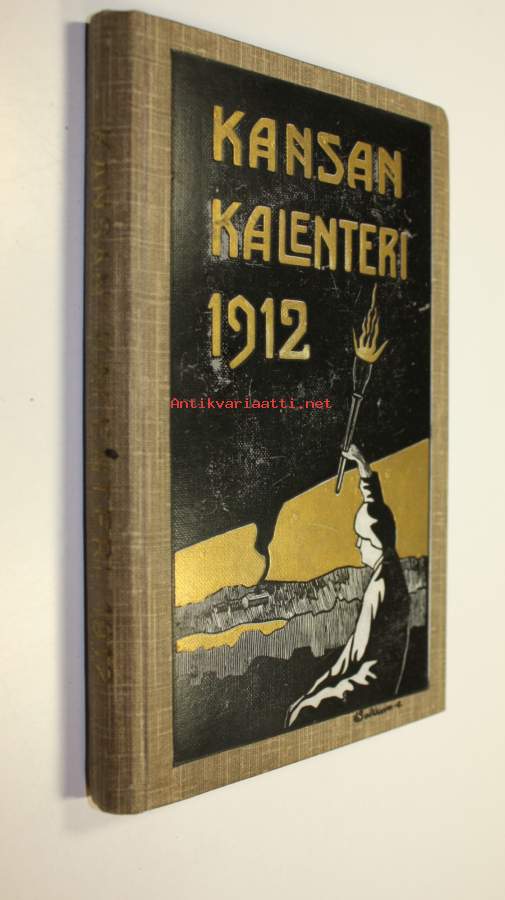 KANSAN
KALENTERI
1912
Antikvariaatti.net